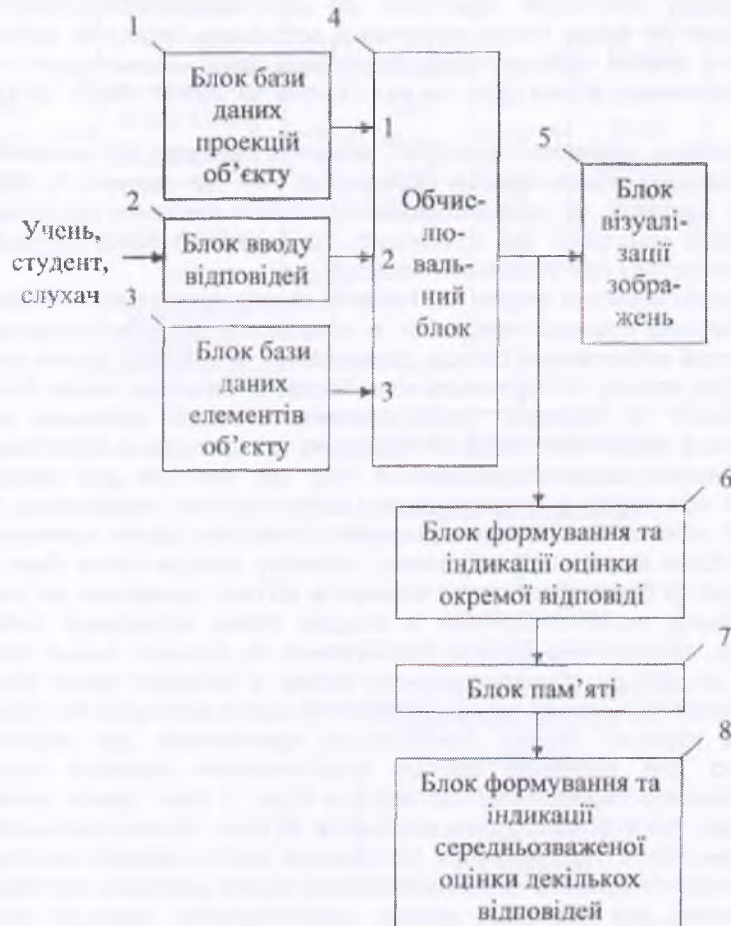 1
Блок бази
даних
проекцій
об’єкту
4
1
2
3
Обчис-
лю-
валь-
ний
блок
5
Блок
візуалі-
зації
зобра-
жень
Учень,
студент,
слухач
2
Блок вводу
відповідей
3
Блок бази
даних
елементів
об’єкту
6
Блок формування та
індикації оцінки
окремої відповіді
7
Блок пам’яті
8
Блок формування та
індикації
середньозваженої
оцінки декількох
відповідей